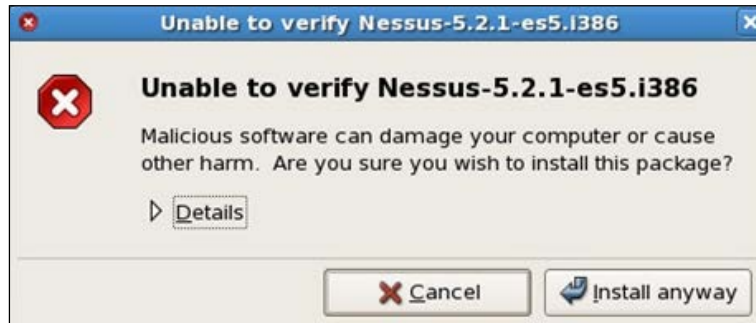 Unable to verify Nessus-5.2.1-es5.i386
Unable to verify Nessus-5.2.1-es5.i386
Malicious software can damage your computer or cause
other harm. Are you sure you wish to install this package?
Details
Cancel
Install anyway